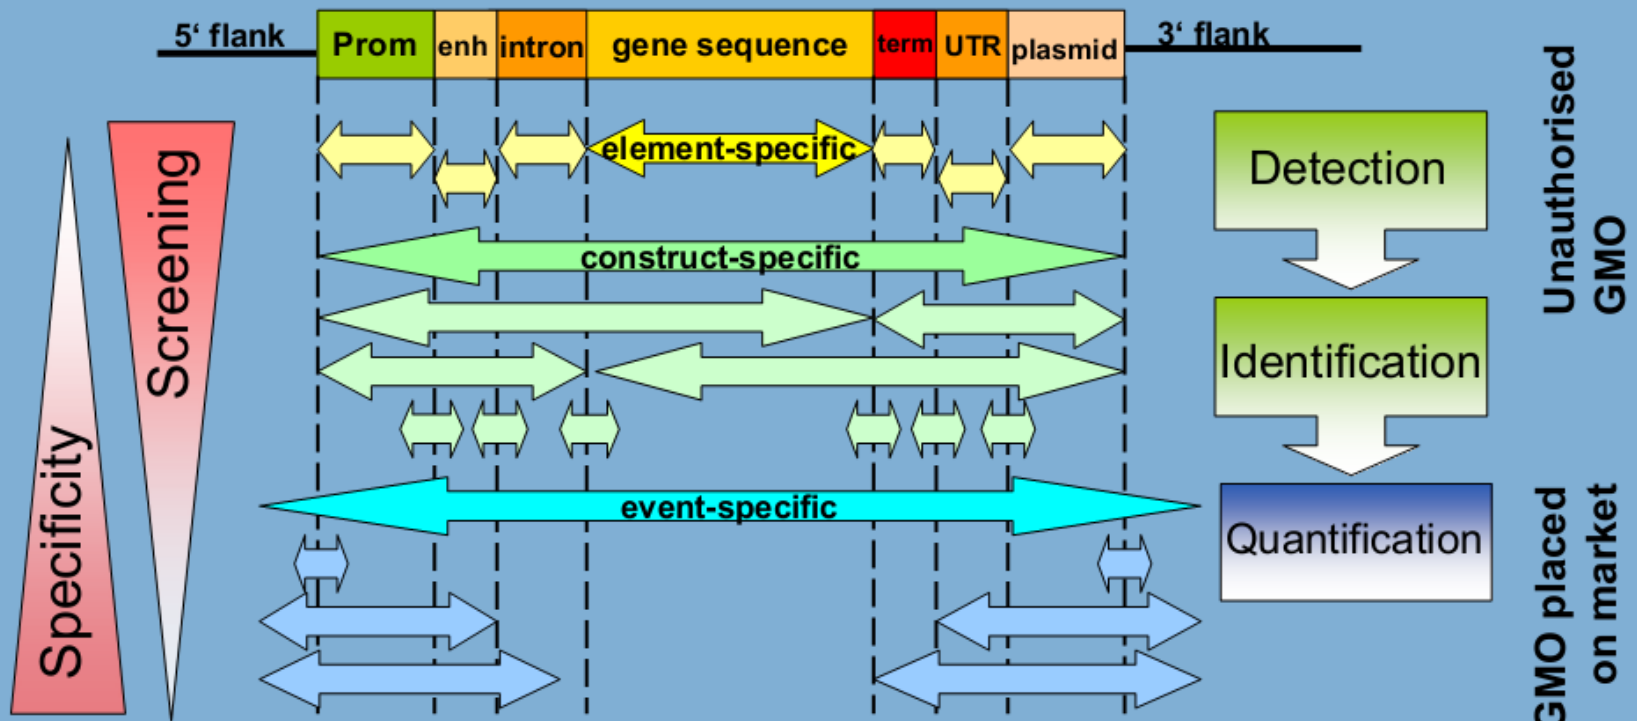 5‘ flank
Prom
enh
intron
gene sequence
term
UTR
plasmid
3‘ flank
element-specific
construct-specific
event-specific
Screening
Specificity
Detection
Identification
Quantification
Unauthorised
GMO
GMO placed
on market